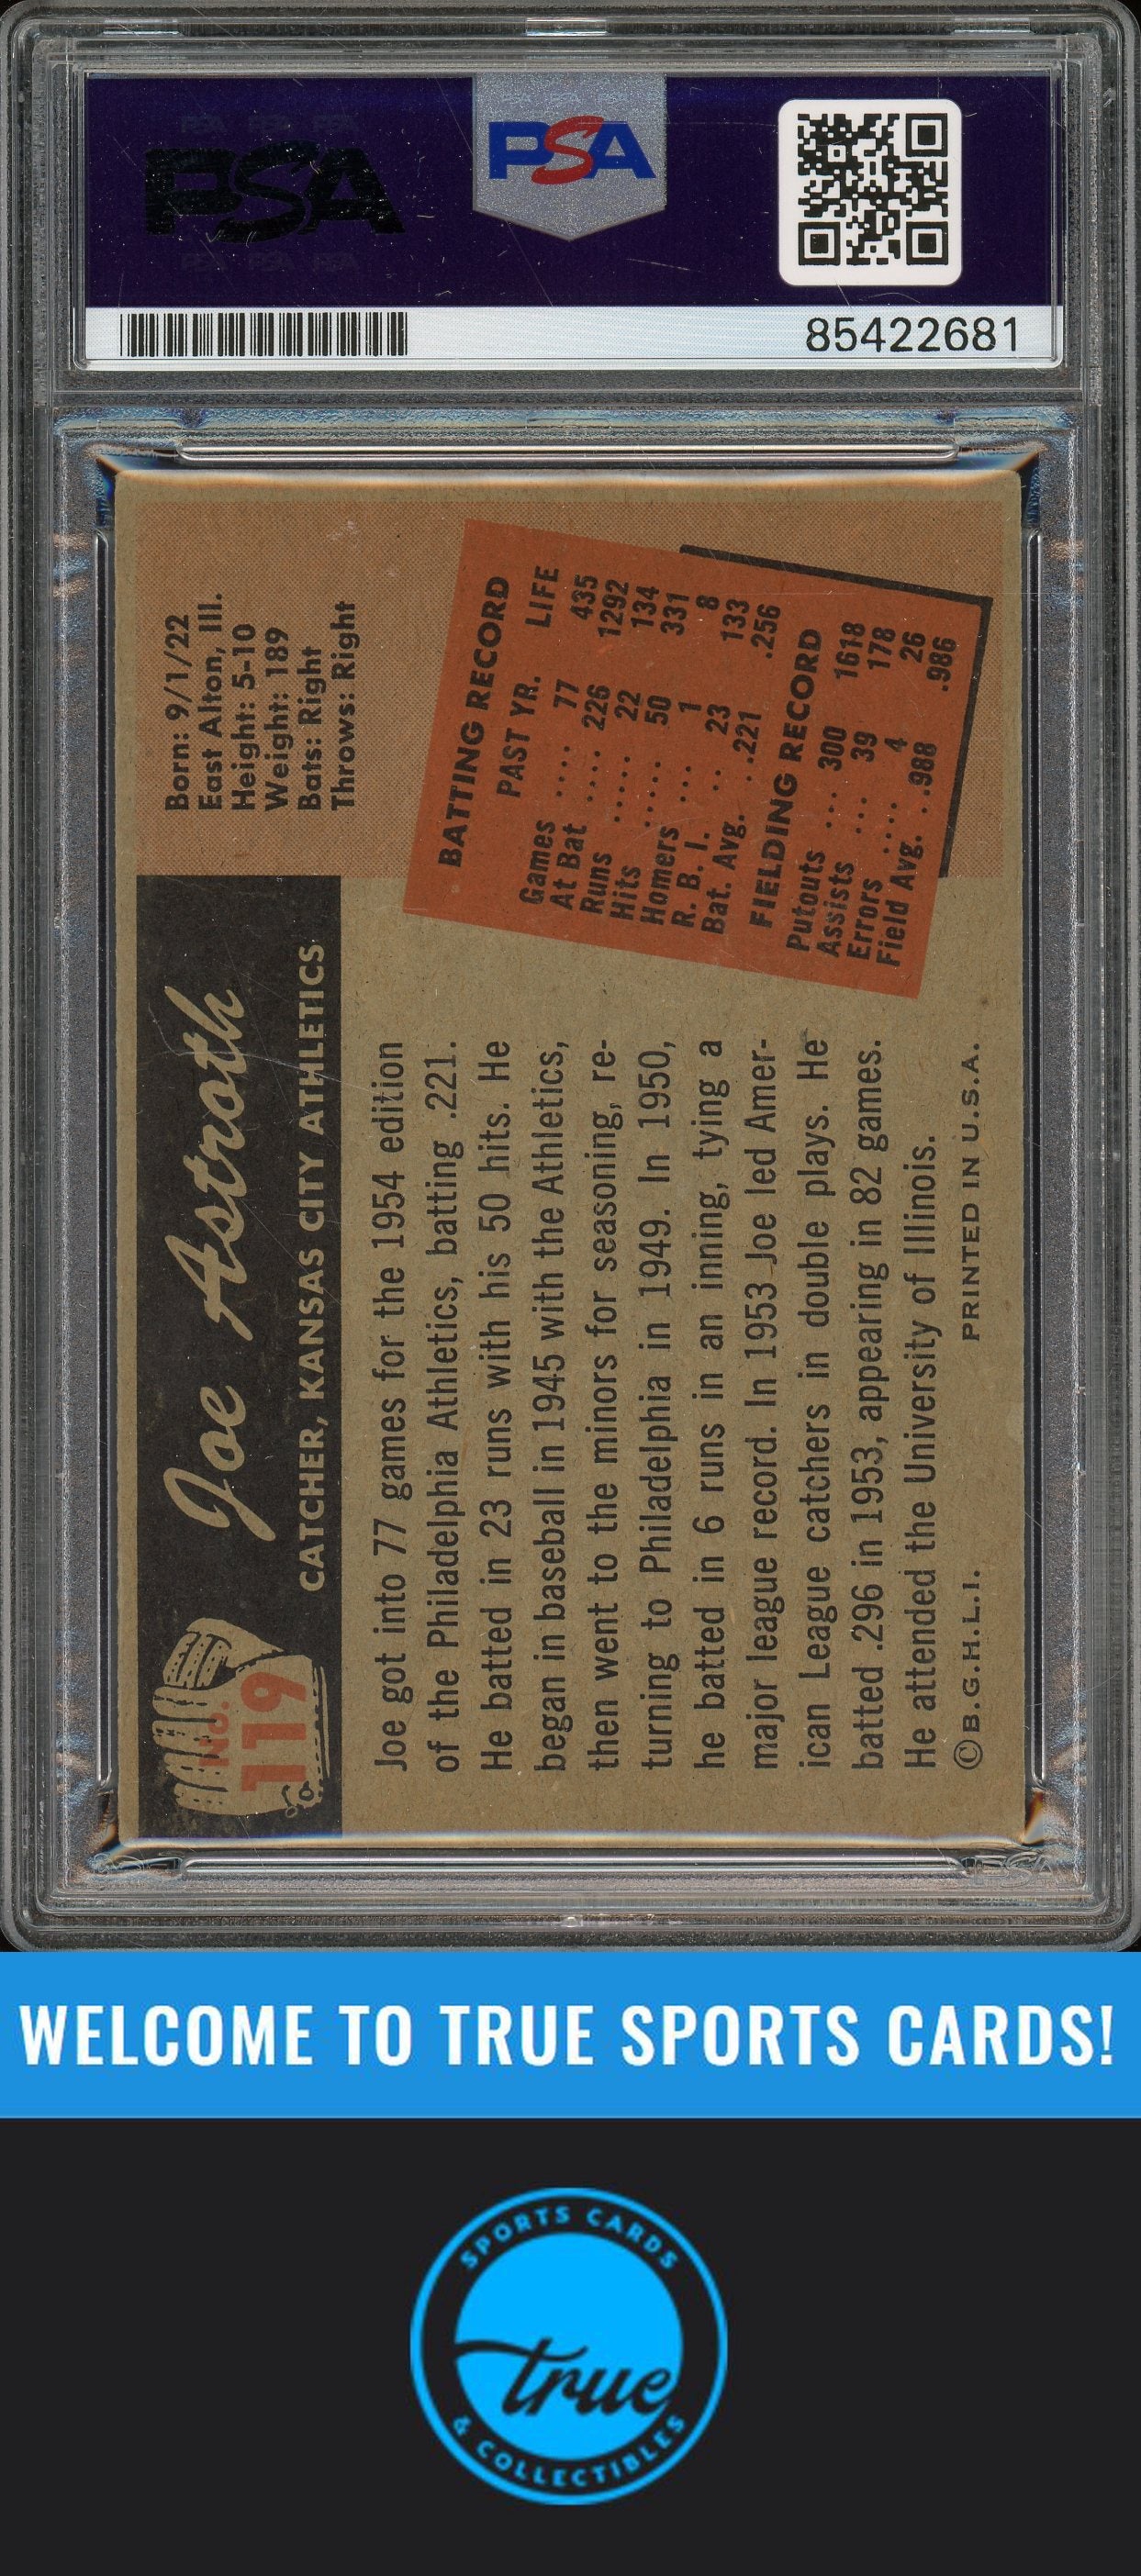 PSA
PSA
85422681
No.
119
Joe Astroth
CATCHER, KANSAS CITY ATHLETICS
Born: 9/1/22
East Alton, Ill.
Height: 5-10
Weight: 189
Bats: Right
Throws: Right
Joe got into 77 games for the 1954 edition
of the Philadelphia Athletics, batting .221.
He batted in 23 runs with his 50 hits. He
began in baseball in 1945 with the Athletics,
then went to the minors for seasoning, re-
turning to Philadelphia in 1949. In 1950,
he batted in 6 runs in an inning, tying a
major league record. In 1953 Joe led Amer-
ican League catchers in double plays. He
batted .296 in 1953, appearing in 82 games.
He attended the University of Illinois.
© B.G.H.L.I. PRINTED IN U.S.A.
BATTING RECORD
PAST YR. LIFE
Games .... 77 435
At Bat .... 226 1292
Runs ..... 22 134
Hits ..... 50 331
Homers ... 1 8
R. B. I. .. 23 133
Bat. Avg. . .221 .256
FIELDING RECORD
Putouts ... 300 1618
Assists ... 39 178
Errors .... 4 26
Field Avg. . .988 .986
PSA
WELCOME TO TRUE SPORTS CARDS!
SPORTS CARDS
true
& COLLECTIBLES